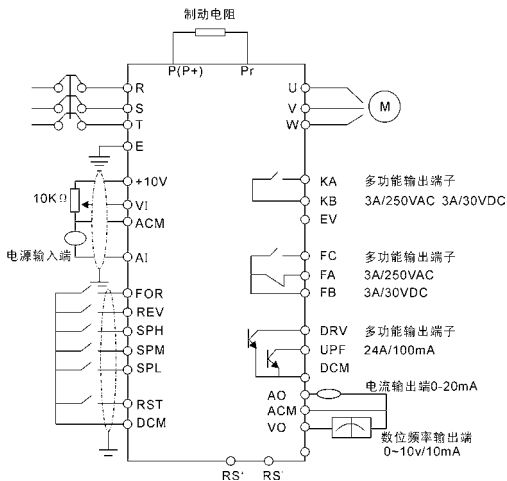 制动电阻
P(P+) Pr
R
S
T
E
+10V
10KΩ
VI
ACM
电源输入端
AI
FOR
REV
SPH
SPM
SPL
RST
DCM
U
V
W
M
KA 多功能输出端子
KB 3A/250VAC 3A/30VDC
EV
FC 多功能输出端子
FA 3A/250VAC
FB 3A/30VDC
DRV 多功能输出端子
UPF 24A/100mA
DCM
AO 电流输出端0-20mA
ACM
VO
数位频率输出端
0~10v/10mA
RS+ RS-